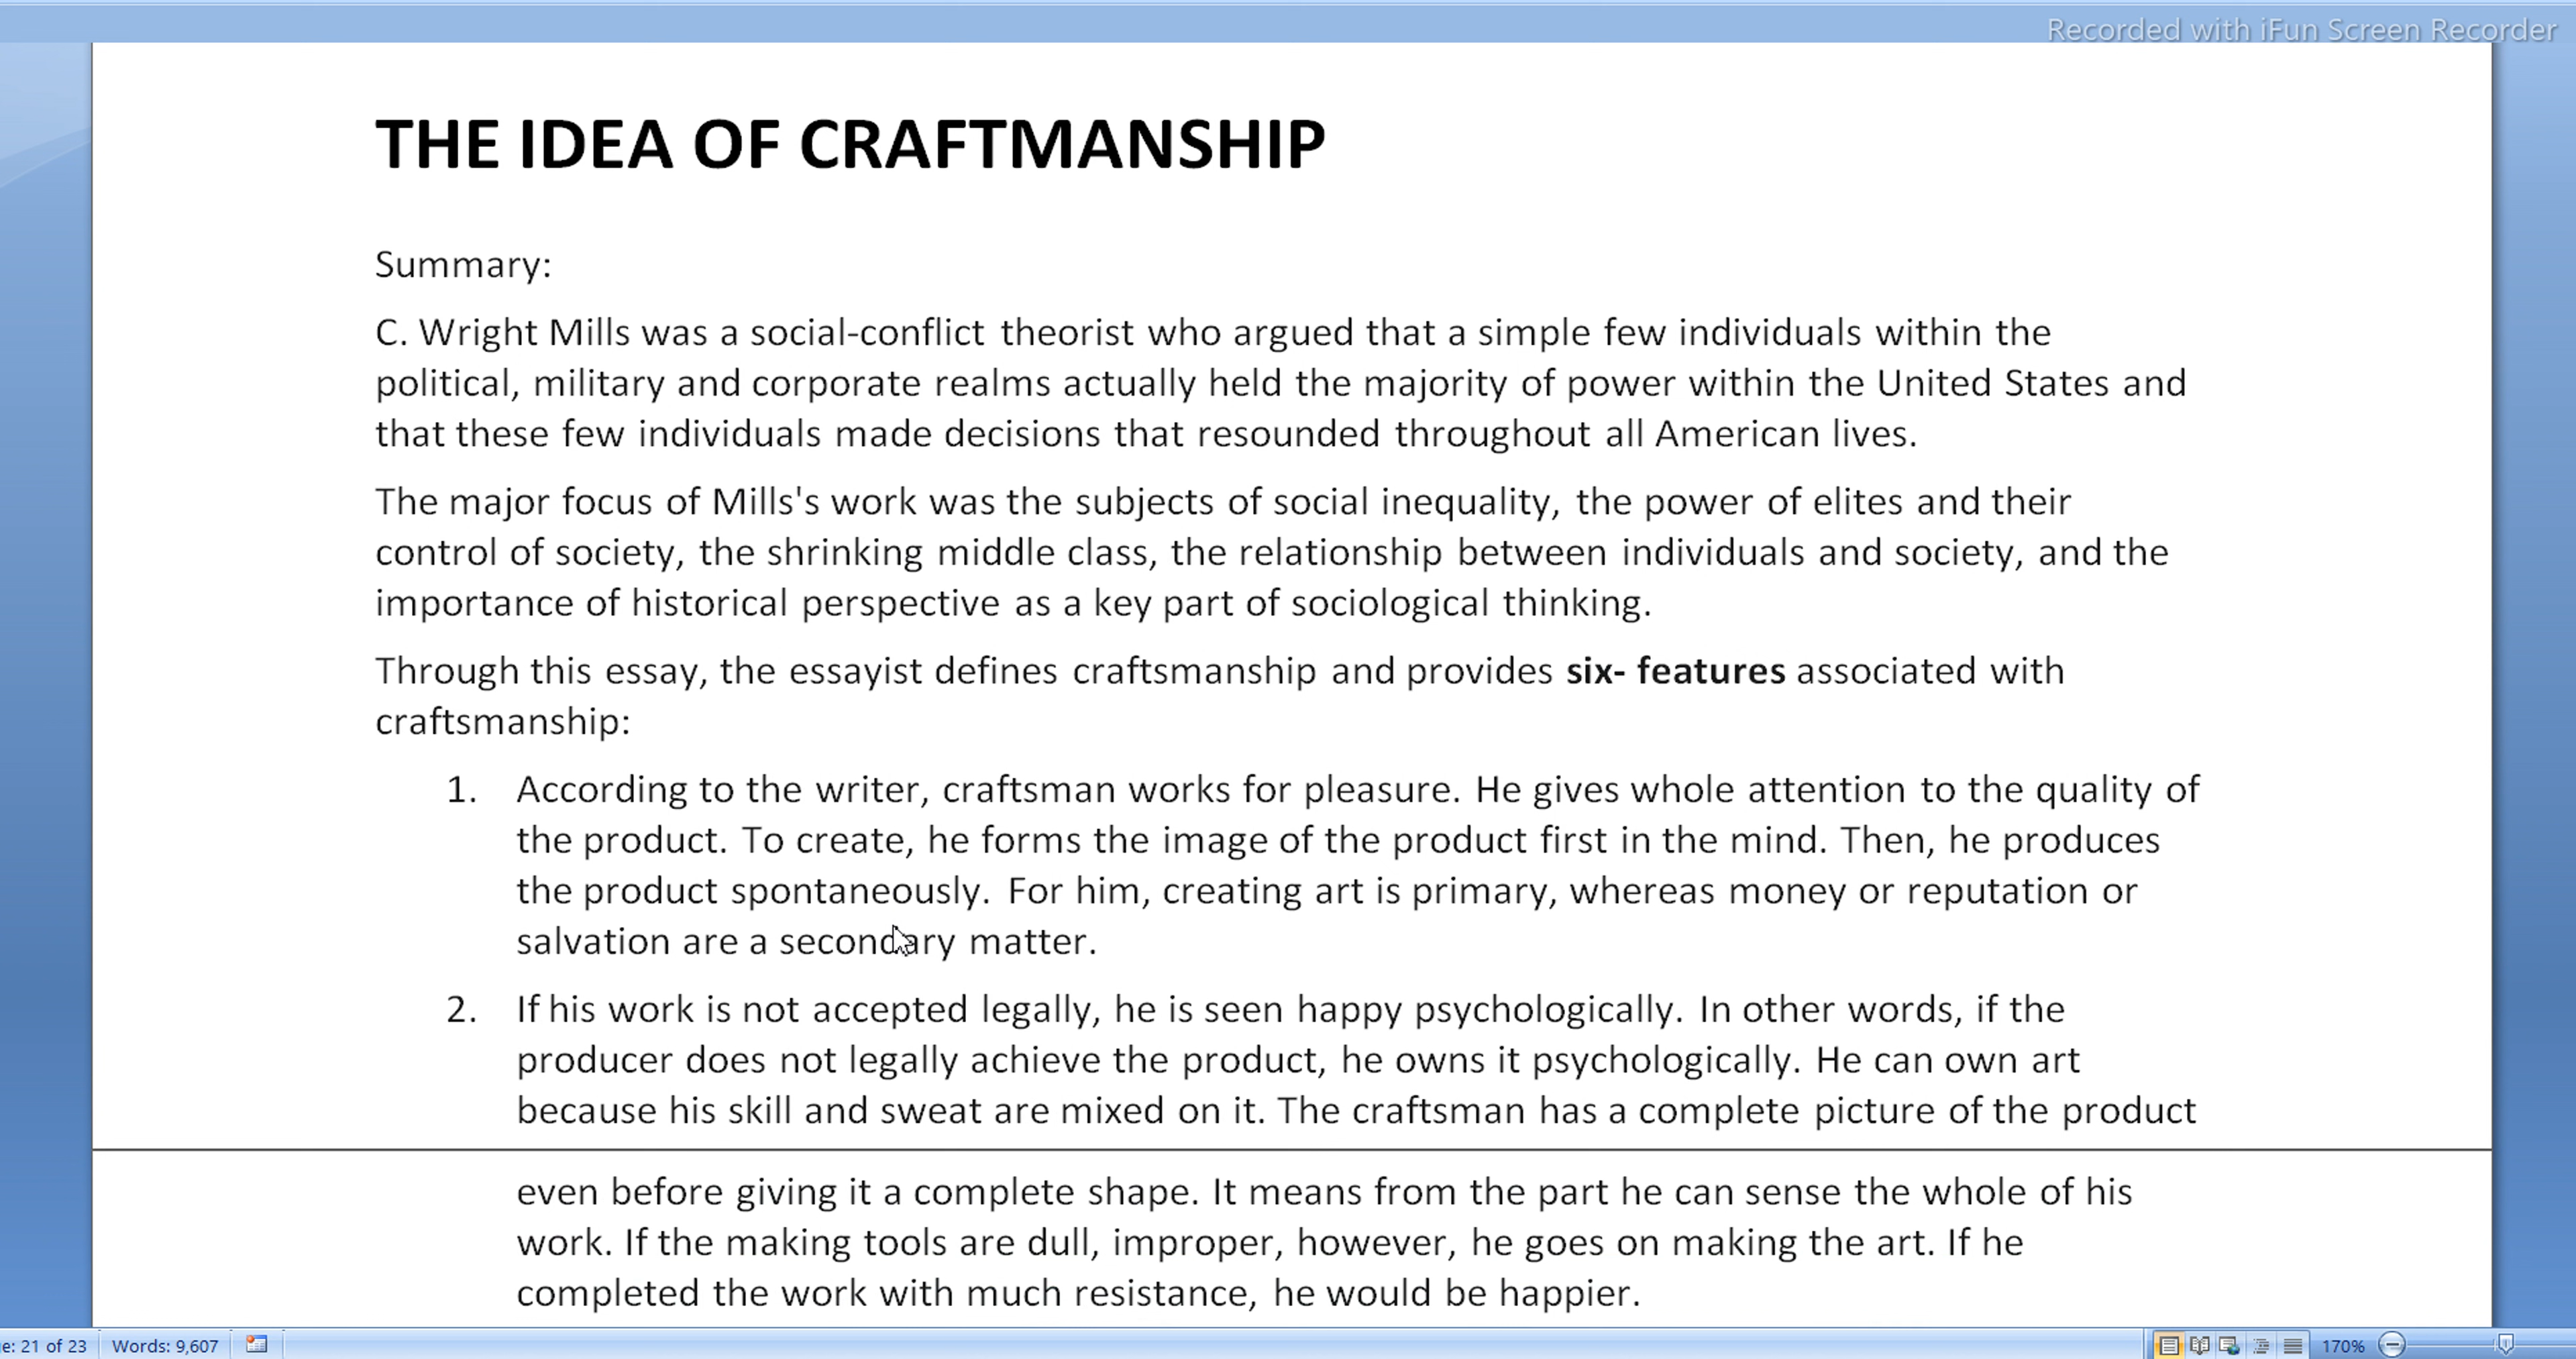 Recorded with iFun Screen Recorder
THE IDEA OF CRAFTMANSHIP
Summary:
C. Wright Mills was a social-conflict theorist who argued that a simple few individuals within the
political, military and corporate realms actually held the majority of power within the United States and
that these few individuals made decisions that resounded throughout all American lives.
The major focus of Mills's work was the subjects of social inequality, the power of elites and their
control of society, the shrinking middle class, the relationship between individuals and society, and the
importance of historical perspective as a key part of sociological thinking.
Through this essay, the essayist defines craftsmanship and provides six- features associated with
craftsmanship:
1. According to the writer, craftsman works for pleasure. He gives whole attention to the quality of
the product. To create, he forms the image of the product first in the mind. Then, he produces
the product spontaneously. For him, creating art is primary, whereas money or reputation or
salvation are a secondary matter.
2. If his work is not accepted legally, he is seen happy psychologically. In other words, if the
producer does not legally achieve the product, he owns it psychologically. He can own art
because his skill and sweat are mixed on it. The craftsman has a complete picture of the product
even before giving it a complete shape. It means from the part he can sense the whole of his
work. If the making tools are dull, improper, however, he goes on making the art. If he
completed the work with much resistance, he would be happier.
e: 21 of 23 Words: 9,607 170%